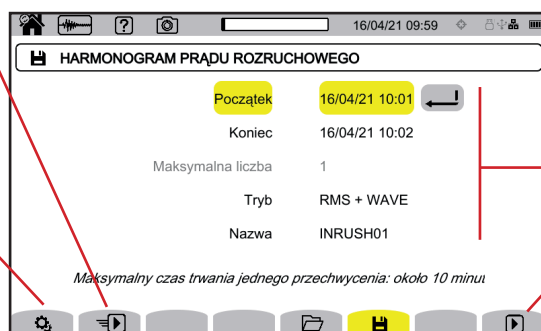 16/04/21 09:59
HARMONOGRAM PRĄDU ROZRUCHOWEGO
Początek 16/04/21 10:01
Koniec 16/04/21 10:02
Maksymalna liczba 1
Tryb RMS + WAVE
Nazwa INRUSH01
Maksymalny czas trwania jednego przechwycenia: około 10 minut